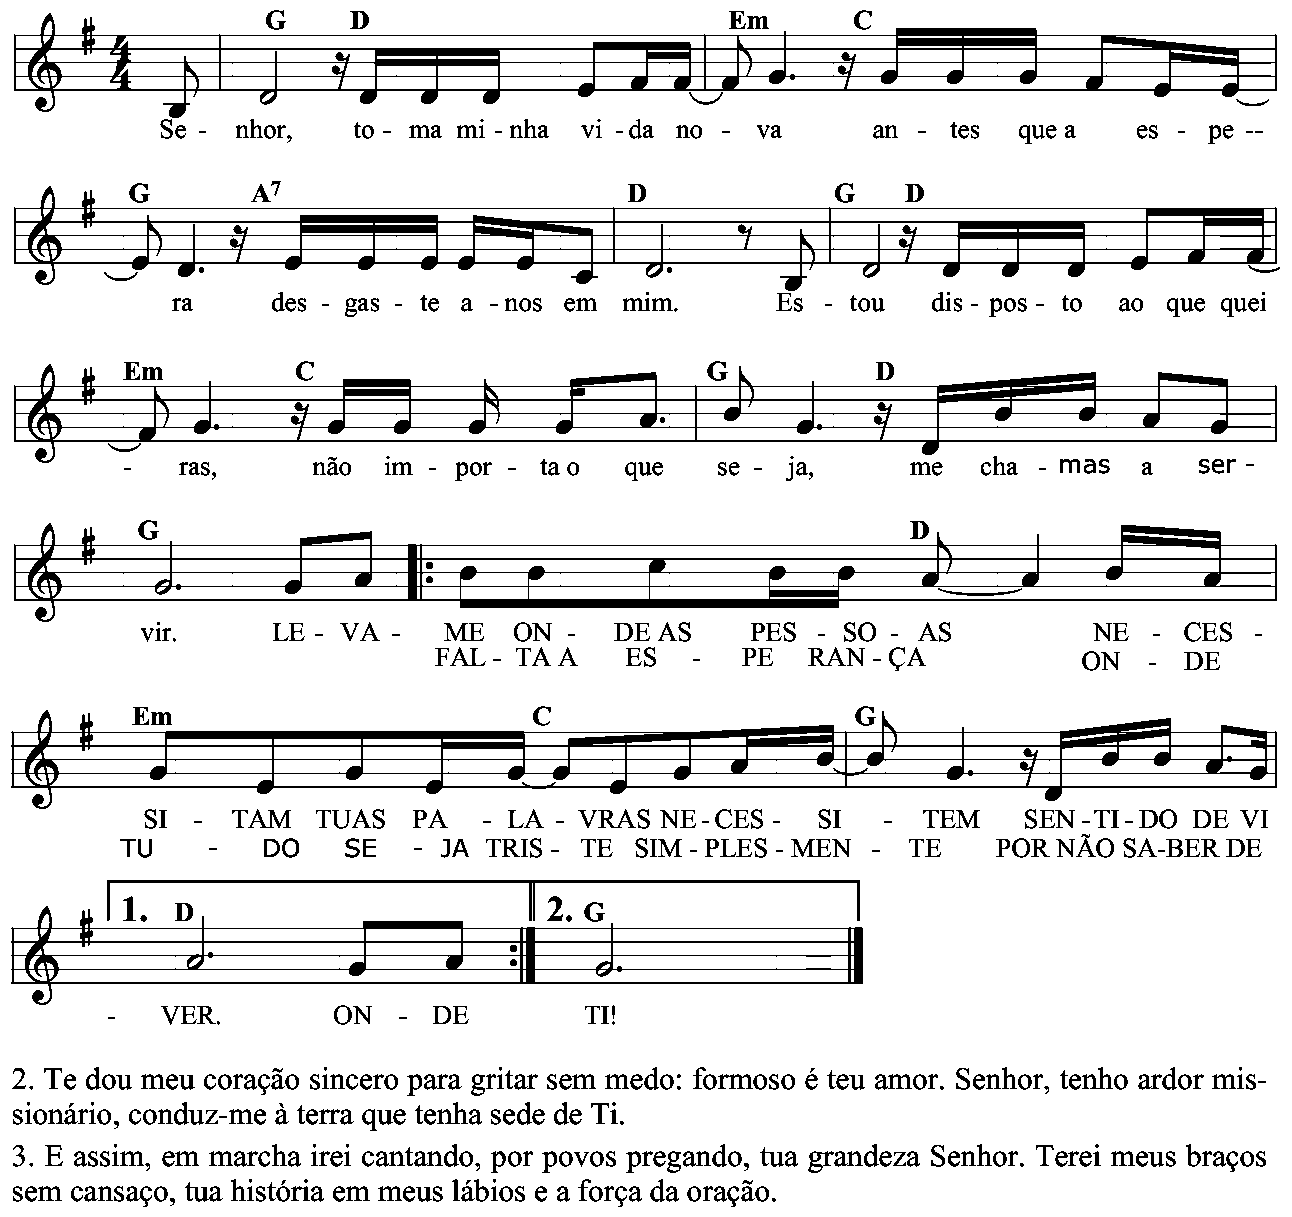 G D Em C
Se - nhor, to - ma mi - nha vi - da no - va an - tes que a es - pe --
G A7 D G D
ra des - gas - te a - nos em mim. Es - tou dis - pos - to ao que quei
Em C G D
- ras, não im - por - ta o que se - ja, me cha - mas a ser -
G D
vir. LE - VA - ME ON - DE AS PES - SO - AS NE - CES -
FAL - TA A ES - PE RAN - ÇA ON - DE
Em C G
SI - TAM TUAS PA - LA - VRAS NE - CES - SI - TEM SEN - TI - DO DE VI
TU - DO SE - JA TRIS - TE SIM - PLES - MEN - TE POR NÃO SA-BER DE
1. D 2. G
- VER. ON - DE TI!
2. Te dou meu coração sincero para gritar sem medo: formoso é teu amor. Senhor, tenho ardor mis-
sionário, conduz-me à terra que tenha sede de Ti.
3. E assim, em marcha irei cantando, por povos pregando, tua grandeza Senhor. Terei meus braços
sem cansaço, tua história em meus lábios e a força da oração.